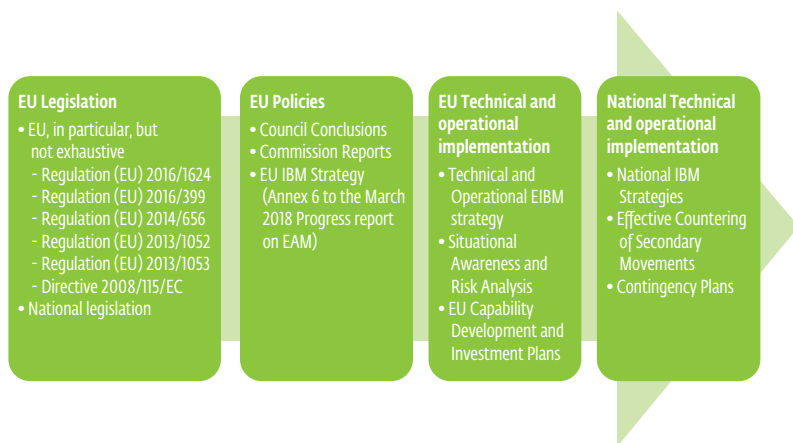 EU Legislation
• EU, in particular, but
not exhaustive
- Regulation (EU) 2016/1624
- Regulation (EU) 2016/399
- Regulation (EU) 2014/656
- Regulation (EU) 2013/1052
- Regulation (EU) 2013/1053
- Directive 2008/115/EC
• National legislation
EU Policies
• Council Conclusions
• Commission Reports
• EU IBM Strategy
(Annex 6 to the March
2018 Progress report
on EAM)
EU Technical and
operational
implementation
• Technical and
Operational EIBM
strategy
• Situational
Awareness and
Risk Analysis
• EU Capability
Development and
Investment Plans
National Technical
and operational
implementation
• National IBM
Strategies
• Effective Countering
of Secondary
Movements
• Contingency Plans